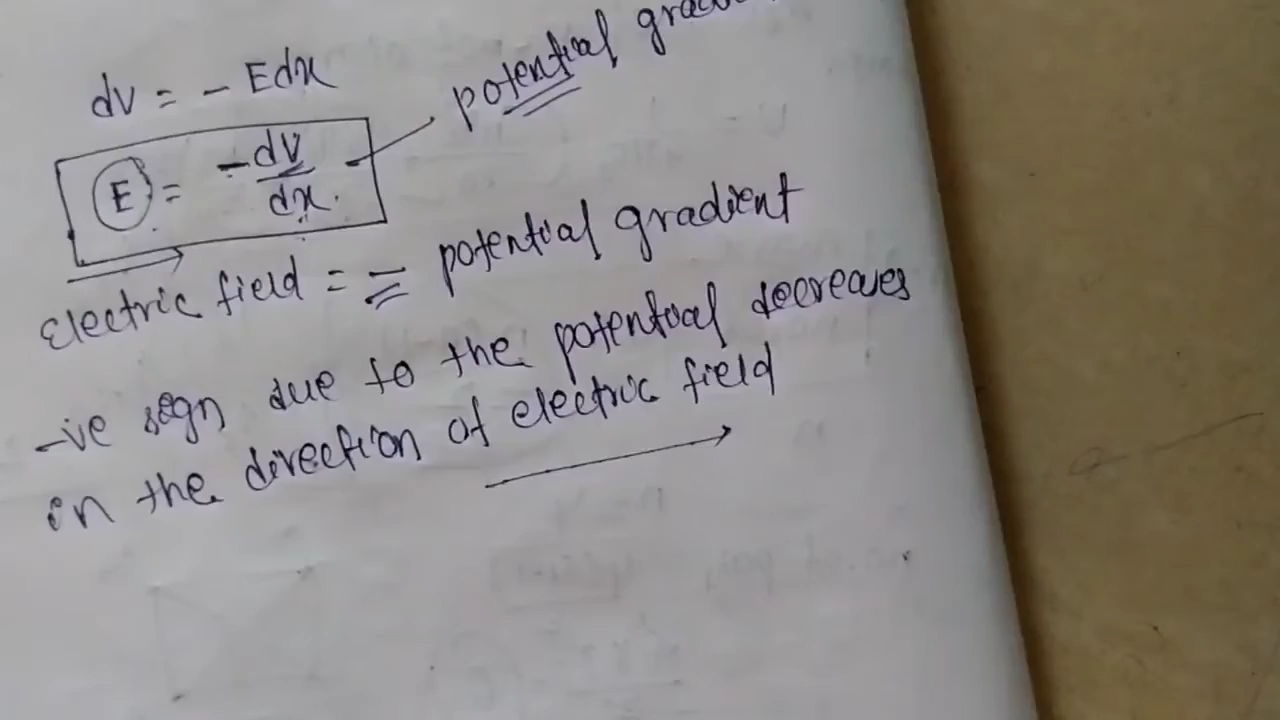 dv = - Edx
potential
E = -dV/dx.
Electric field = = potential gradient
-ve sign due to the potential decreases
in the direction of electric field